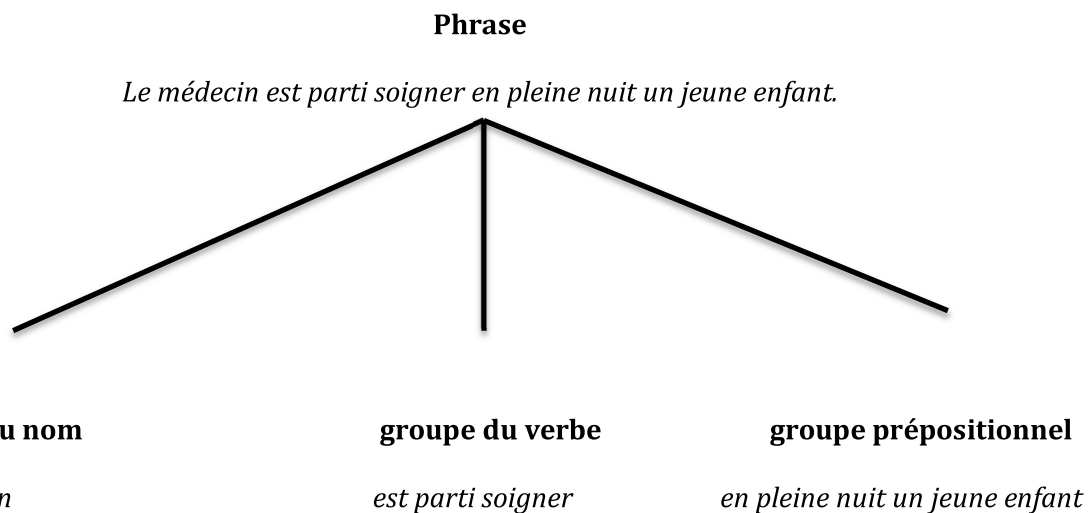 Phrase
Le médecin est parti soigner en pleine nuit un jeune enfant.
u nom groupe du verbe groupe prépositionnel
n est parti soigner en pleine nuit un jeune enfant